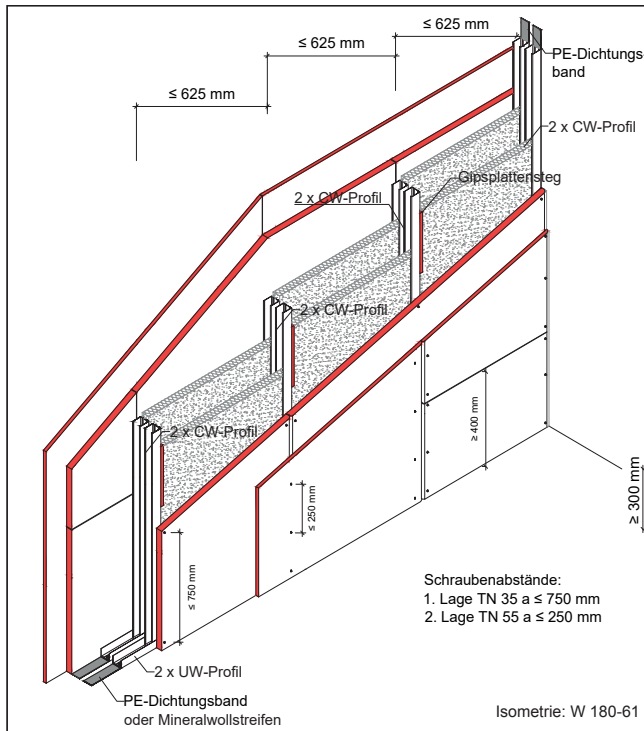 ≤ 625 mm
≤ 625 mm
≤ 625 mm
PE-Dichtungs
band
2 x CW-Profil
Gipsplattensteg
2 x CW-Profil
2 x CW-Profil
2 x CW-Profil
≥ 400 mm
≥ 300 mm
≤ 250 mm
≤ 750 mm
Schraubenabstände:
1. Lage TN 35 a ≤ 750 mm
2. Lage TN 55 a ≤ 250 mm
2 x UW-Profil
PE-Dichtungsband
oder Mineralwollstreifen
Isometrie: W 180-61